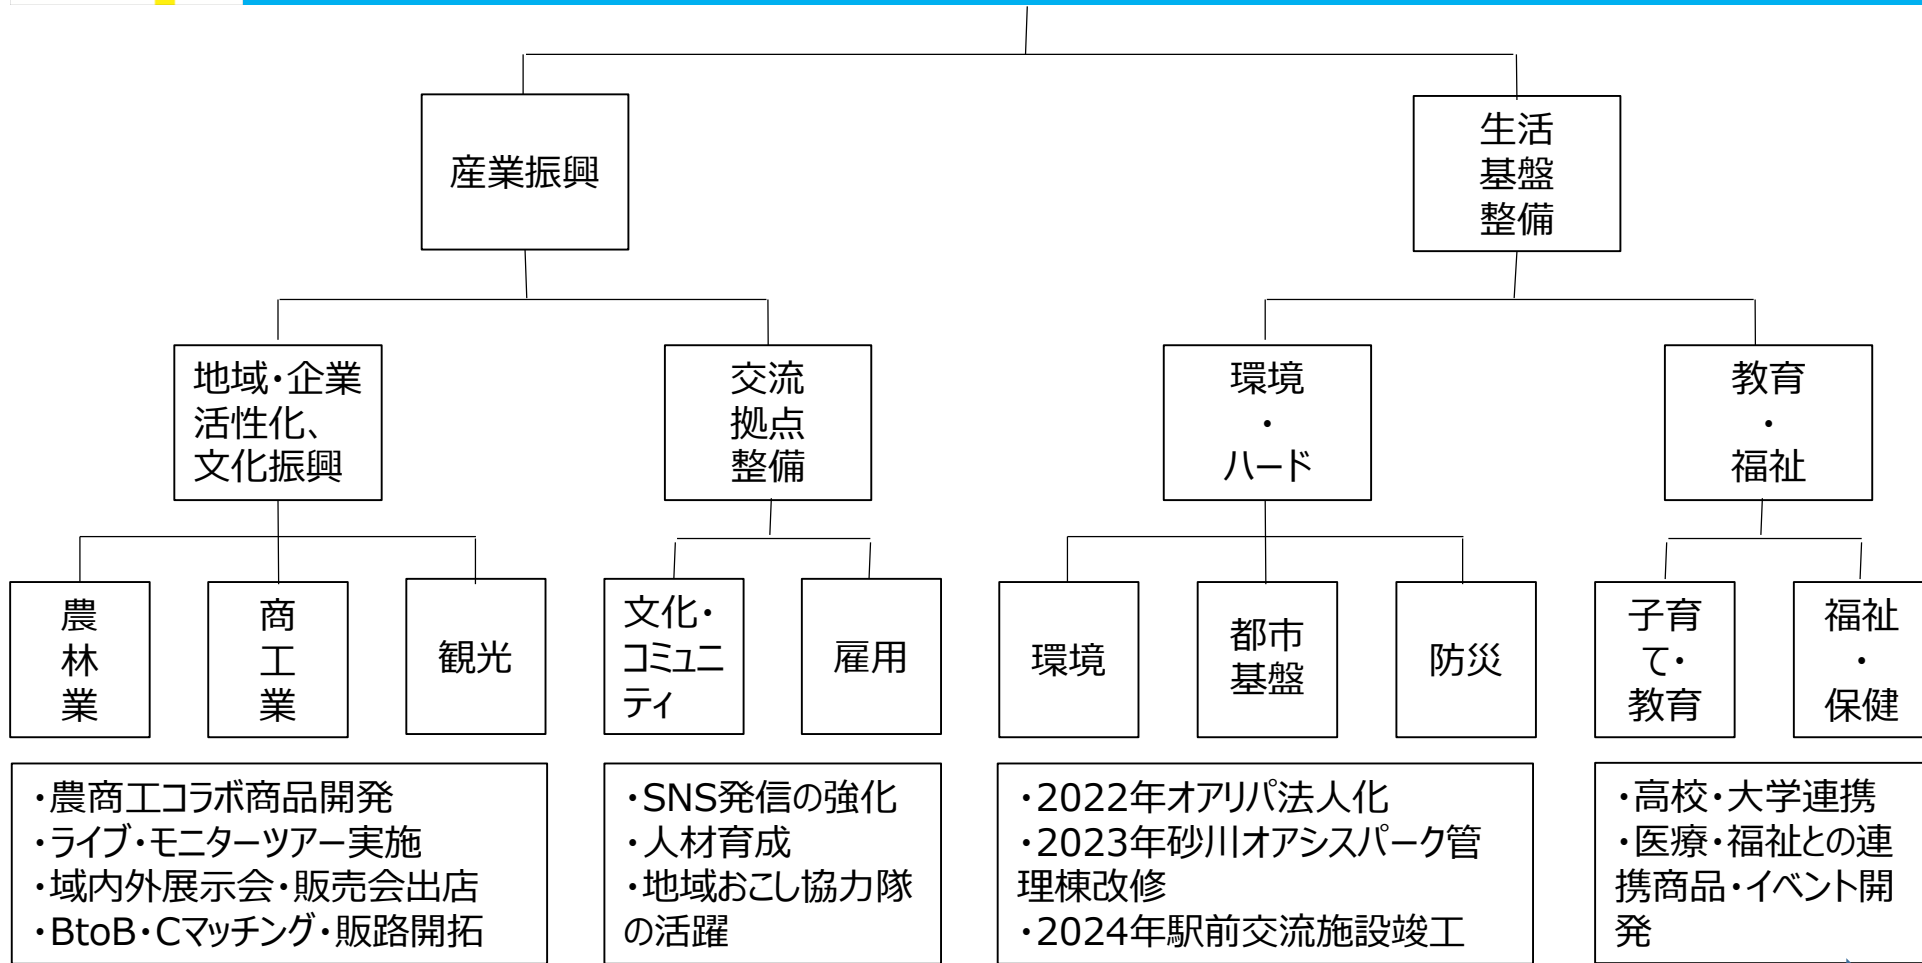 産業振興
生活
基盤
整備
地域・企業
活性化、
文化振興
交流
拠点
整備
環境
・
ハード
教育
・
福祉
農
林
業
商
工
業
観光
文化・
コミュニ
ティ
雇用
環境
都市
基盤
防災
子育
て・
教育
福祉
・
保健
・農商工コラボ商品開発
・ライブ・モニターツアー実施
・域内外展示会・販売会出店
・BtoB・Cマッチング・販路開拓
・SNS発信の強化
・人材育成
・地域おこし協力隊
の活躍
・2022年オアリパ法人化
・2023年砂川オアシスパーク管
理棟改修
・2024年駅前交流施設竣工
・高校・大学連携
・医療・福祉との連
携商品・イベント開
発